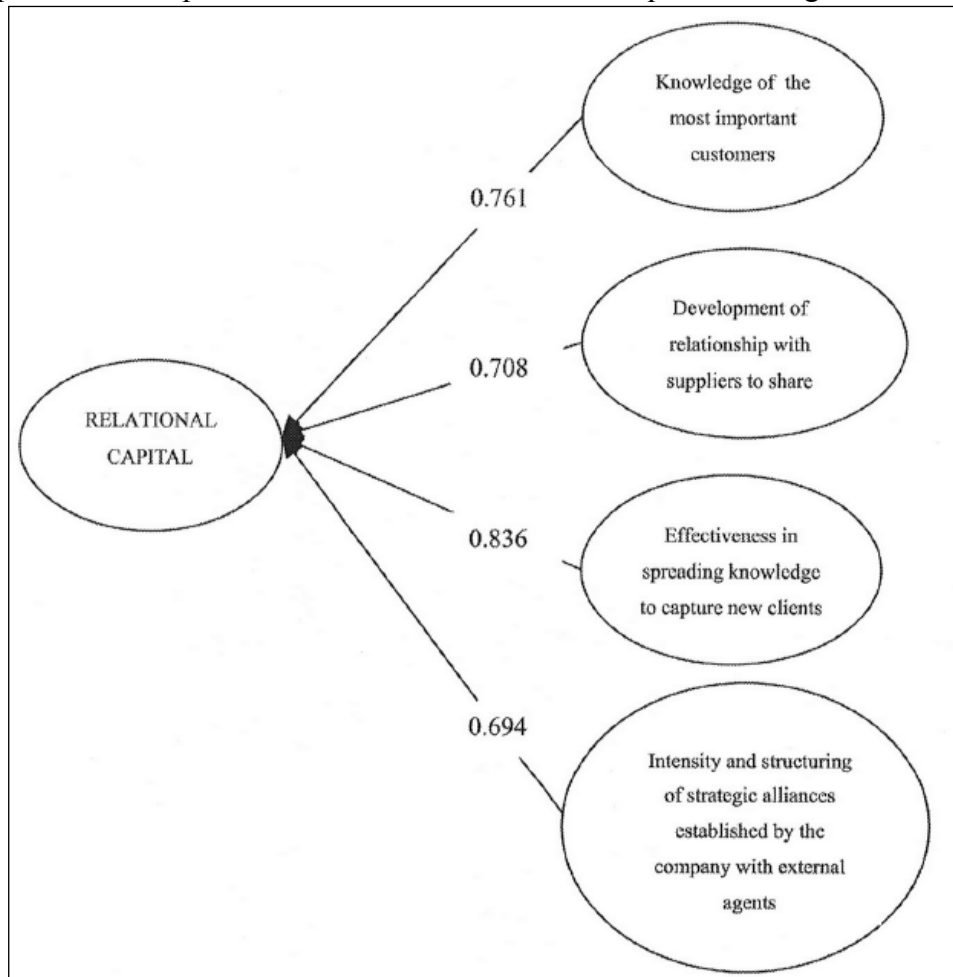 Knowledge of the
most important
customers
0.761
Development of
relationship with
suppliers to share
0.708
RELATIONAL
CAPITAL
0.836
Effectiveness in
spreading knowledge
to capture new clients
0.694
Intensity and structuring
of strategic alliances
established by the
company with external
agents